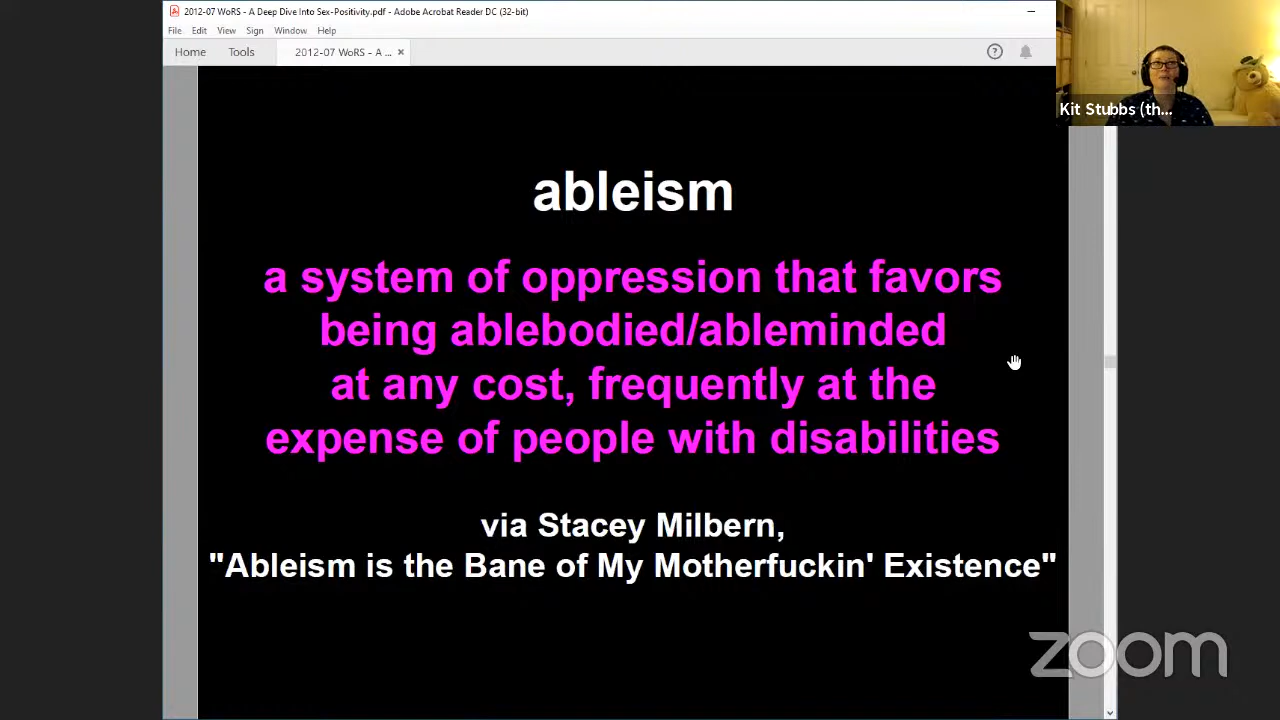 2012-07 WoRS - A Deep Dive Into Sex-Positivity.pdf - Adobe Acrobat Reader DC (32-bit)
File Edit View Sign Window Help
Home Tools 2012-07 WoRS - A ... ×
Kit Stubbs (th...
ableism
a system of oppression that favors
being ablebodied/ableminded
at any cost, frequently at the
expense of people with disabilities
via Stacey Milbern,
"Ableism is the Bane of My Motherfuckin' Existence"
zoom